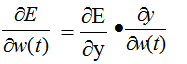 ∂E/∂w(t) = ∂E/∂y • ∂y/∂w(t)